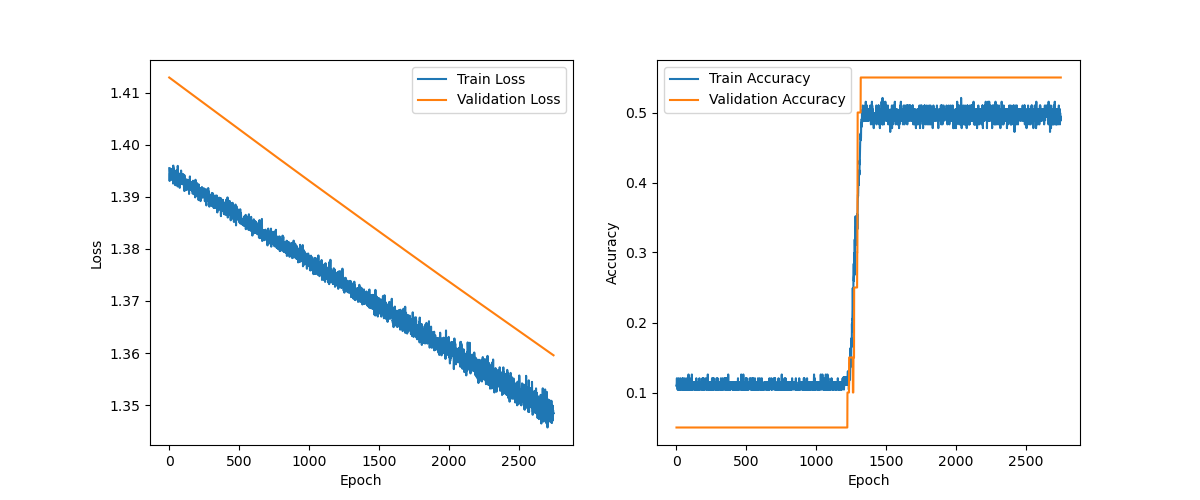 Train Loss
Validation Loss
1.41
1.40
1.39
1.38
1.37
1.36
1.35
Loss
0 500 1000 1500 2000 2500
Epoch
Train Accuracy
Validation Accuracy
0.5
0.4
0.3
0.2
0.1
Accuracy
0 500 1000 1500 2000 2500
Epoch